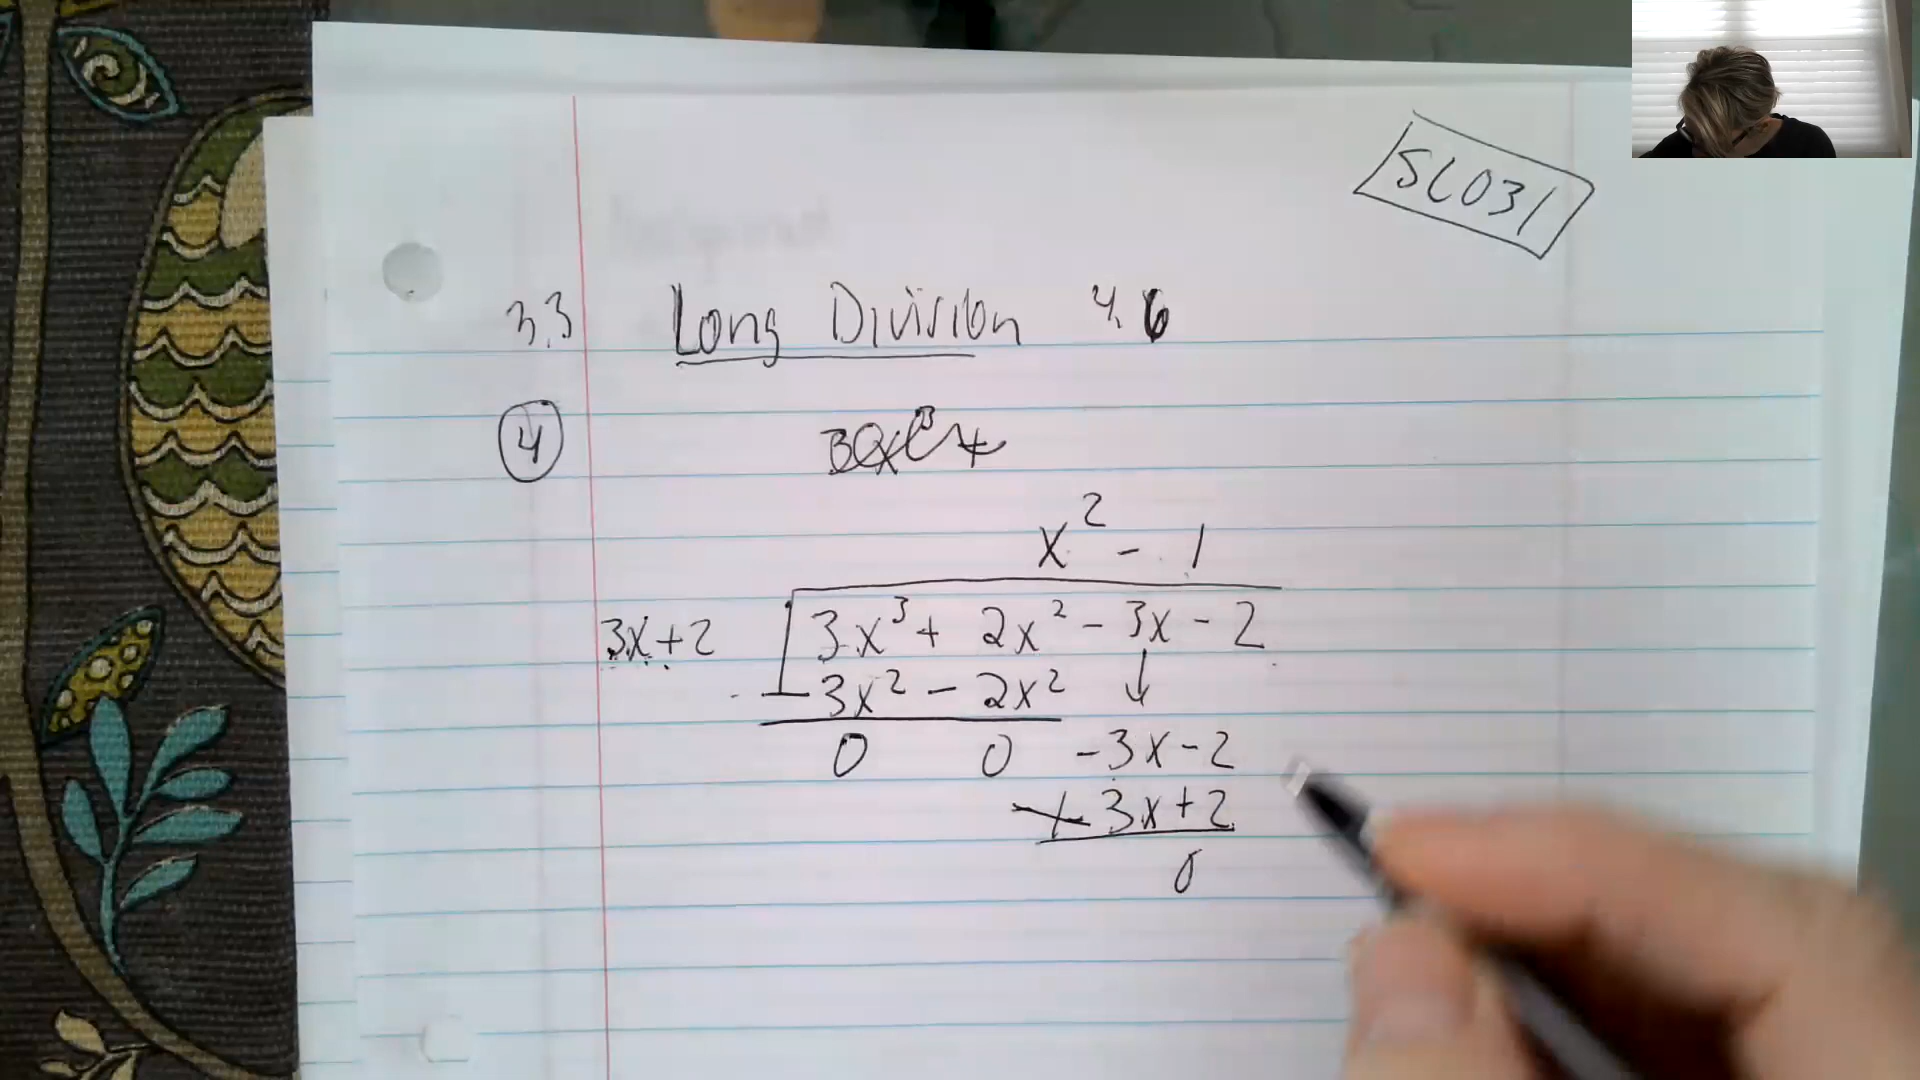 SLO31
3.3 Long Division 4.6
4
x² - 1
3x+2 3x³ + 2x² - 3x - 2
- 3x² - 2x²
0 0 -3x-2
+ 3x+2
0